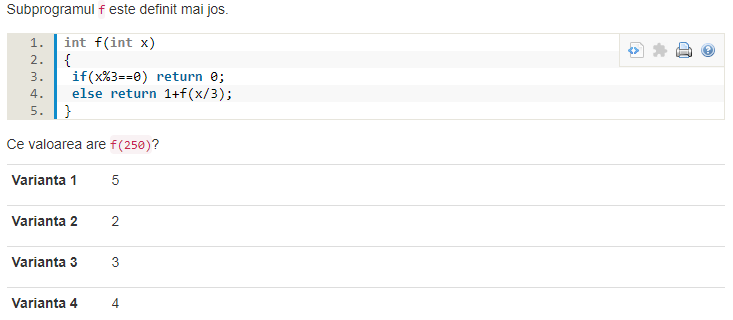 Subprogramul f este definit mai jos.
1. int f(int x)
2. {
3. if(x%3==0) return 0;
4. else return 1+f(x/3);
5. }
Ce valoarea are f(250)?
Varianta 1 5
Varianta 2 2
Varianta 3 3
Varianta 4 4